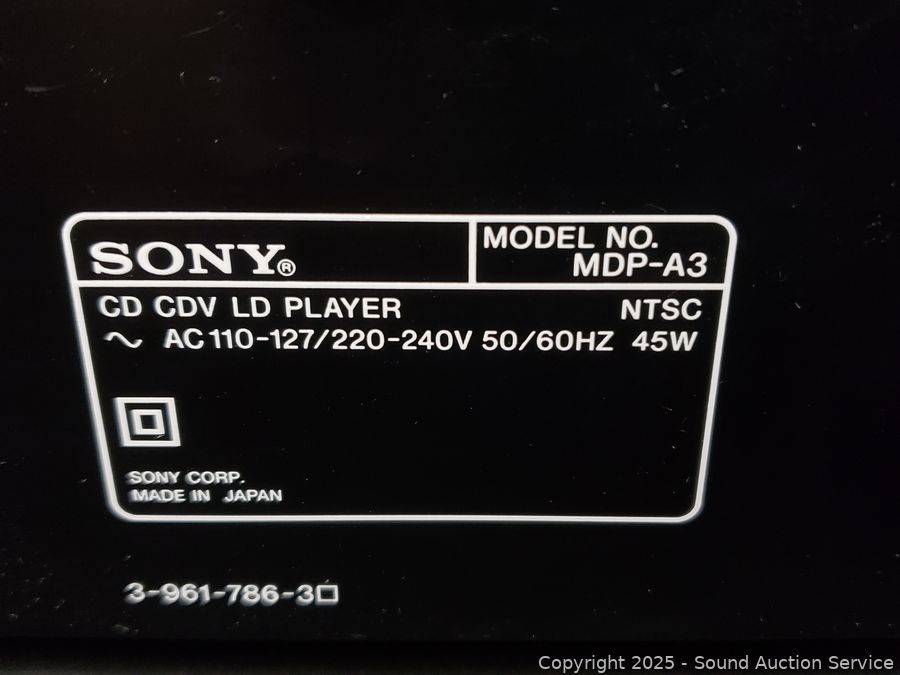 SONY®
MODEL NO.
MDP-A3
CD CDV LD PLAYER NTSC
～ AC 110-127/220-240V 50/60HZ 45W
SONY CORP.
MADE IN JAPAN
3-961-786-3□
Copyright 2025 - Sound Auction Service